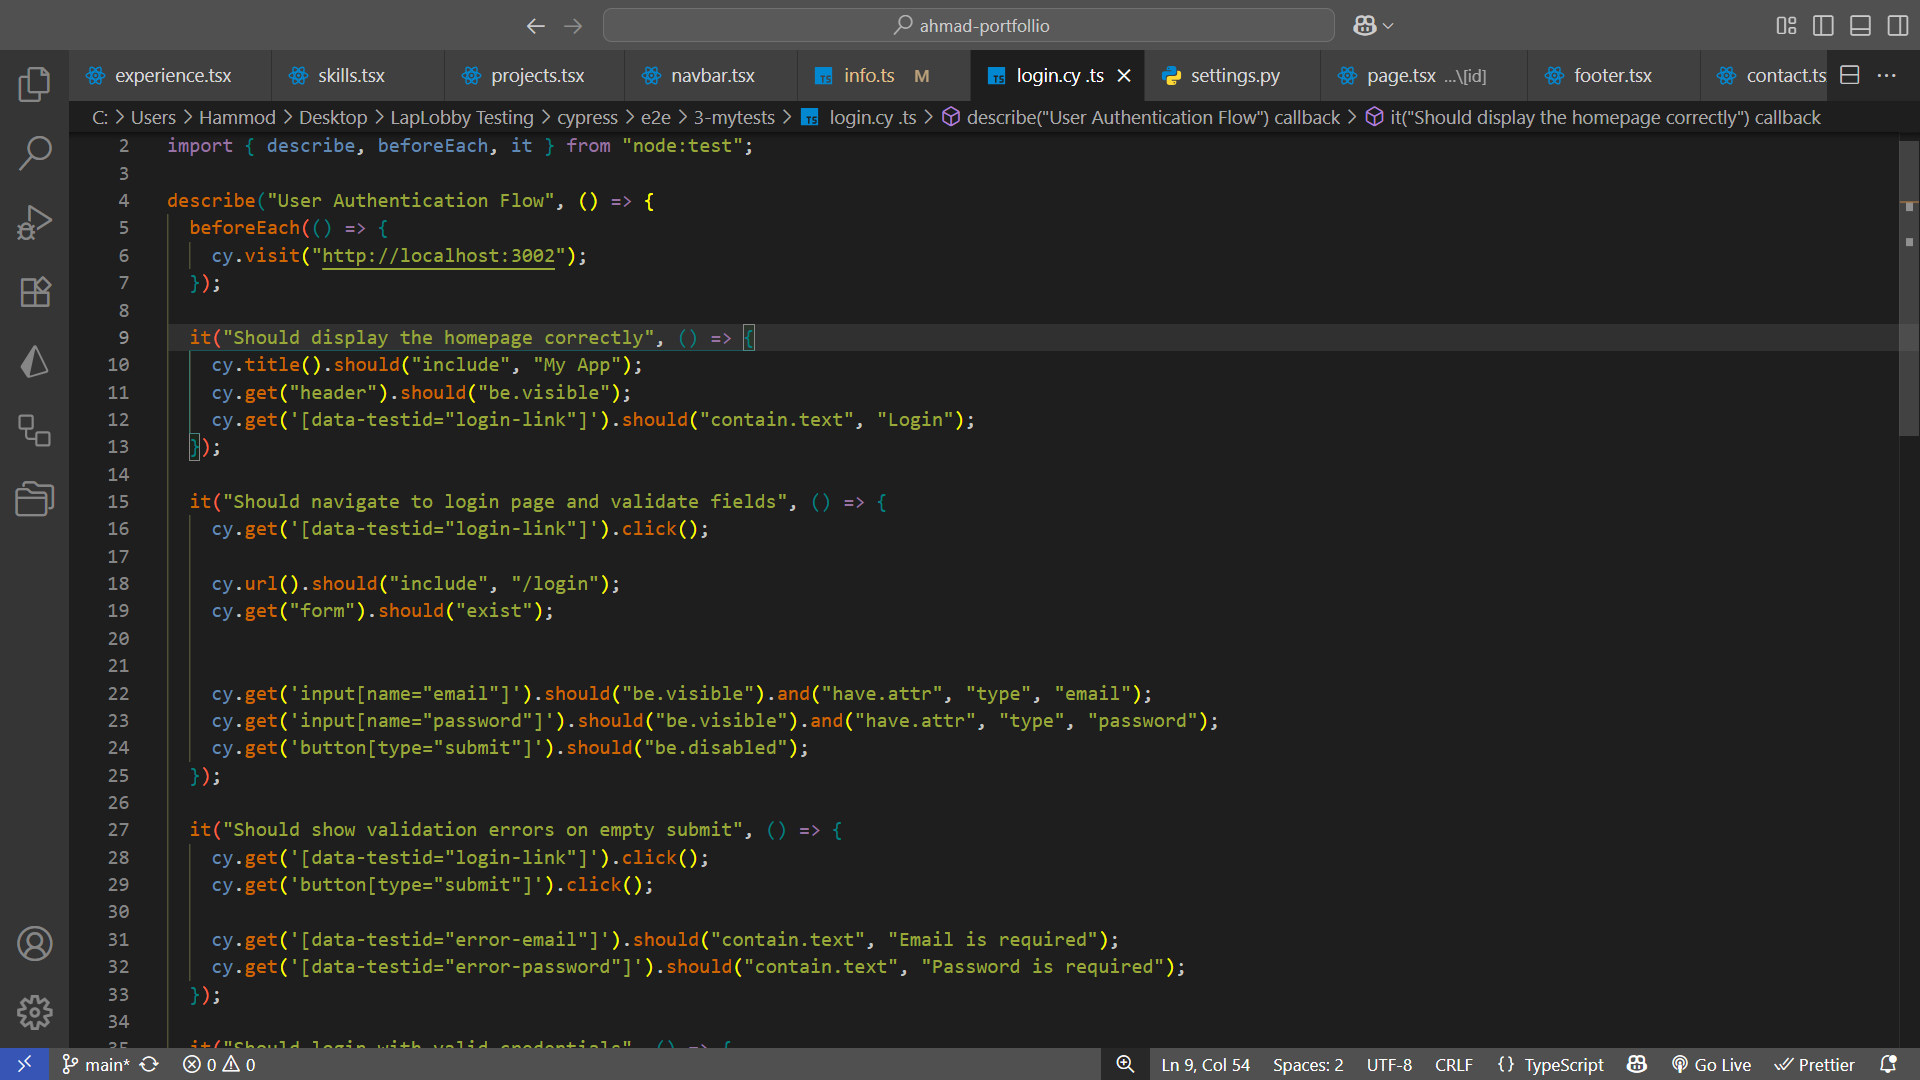 ahmad-portfollio
experience.tsx skills.tsx projects.tsx navbar.tsx info.ts M login.cy .ts settings.py page.tsx ...\[id] footer.tsx contact.ts
C: > Users > Hammod > Desktop > LapLobby Testing > cypress > e2e > 3-mytests > login.cy .ts > describe("User Authentication Flow") callback > it("Should display the homepage correctly") callback
2 import { describe, beforeEach, it } from "node:test";
3
4 describe("User Authentication Flow", () => {
5 beforeEach(() => {
6 cy.visit("http://localhost:3002");
7 });
8
9 it("Should display the homepage correctly", () => {
10 cy.title().should("include", "My App");
11 cy.get("header").should("be.visible");
12 cy.get('[data-testid="login-link"]').should("contain.text", "Login");
13 });
14
15 it("Should navigate to login page and validate fields", () => {
16 cy.get('[data-testid="login-link"]').click();
17
18 cy.url().should("include", "/login");
19 cy.get("form").should("exist");
20
21
22 cy.get('input[name="email"]').should("be.visible").and("have.attr", "type", "email");
23 cy.get('input[name="password"]').should("be.visible").and("have.attr", "type", "password");
24 cy.get('button[type="submit"]').should("be.disabled");
25 });
26
27 it("Should show validation errors on empty submit", () => {
28 cy.get('[data-testid="login-link"]').click();
29 cy.get('button[type="submit"]').click();
30
31 cy.get('[data-testid="error-email"]').should("contain.text", "Email is required");
32 cy.get('[data-testid="error-password"]').should("contain.text", "Password is required");
33 });
34
35 it("Should login with valid credentials", () => {
main* 0 0 Ln 9, Col 54 Spaces: 2 UTF-8 CRLF {} TypeScript Go Live Prettier